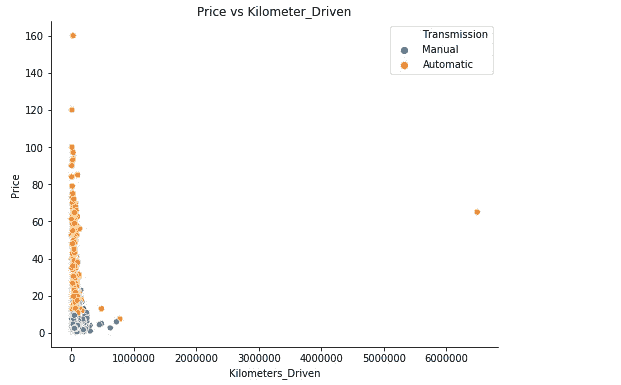 Price vs Kilometer_Driven
Transmission
Manual
Automatic
160
140
120
100
80
60
40
20
0
Price
0 1000000 2000000 3000000 4000000 5000000 6000000
Kilometers_Driven